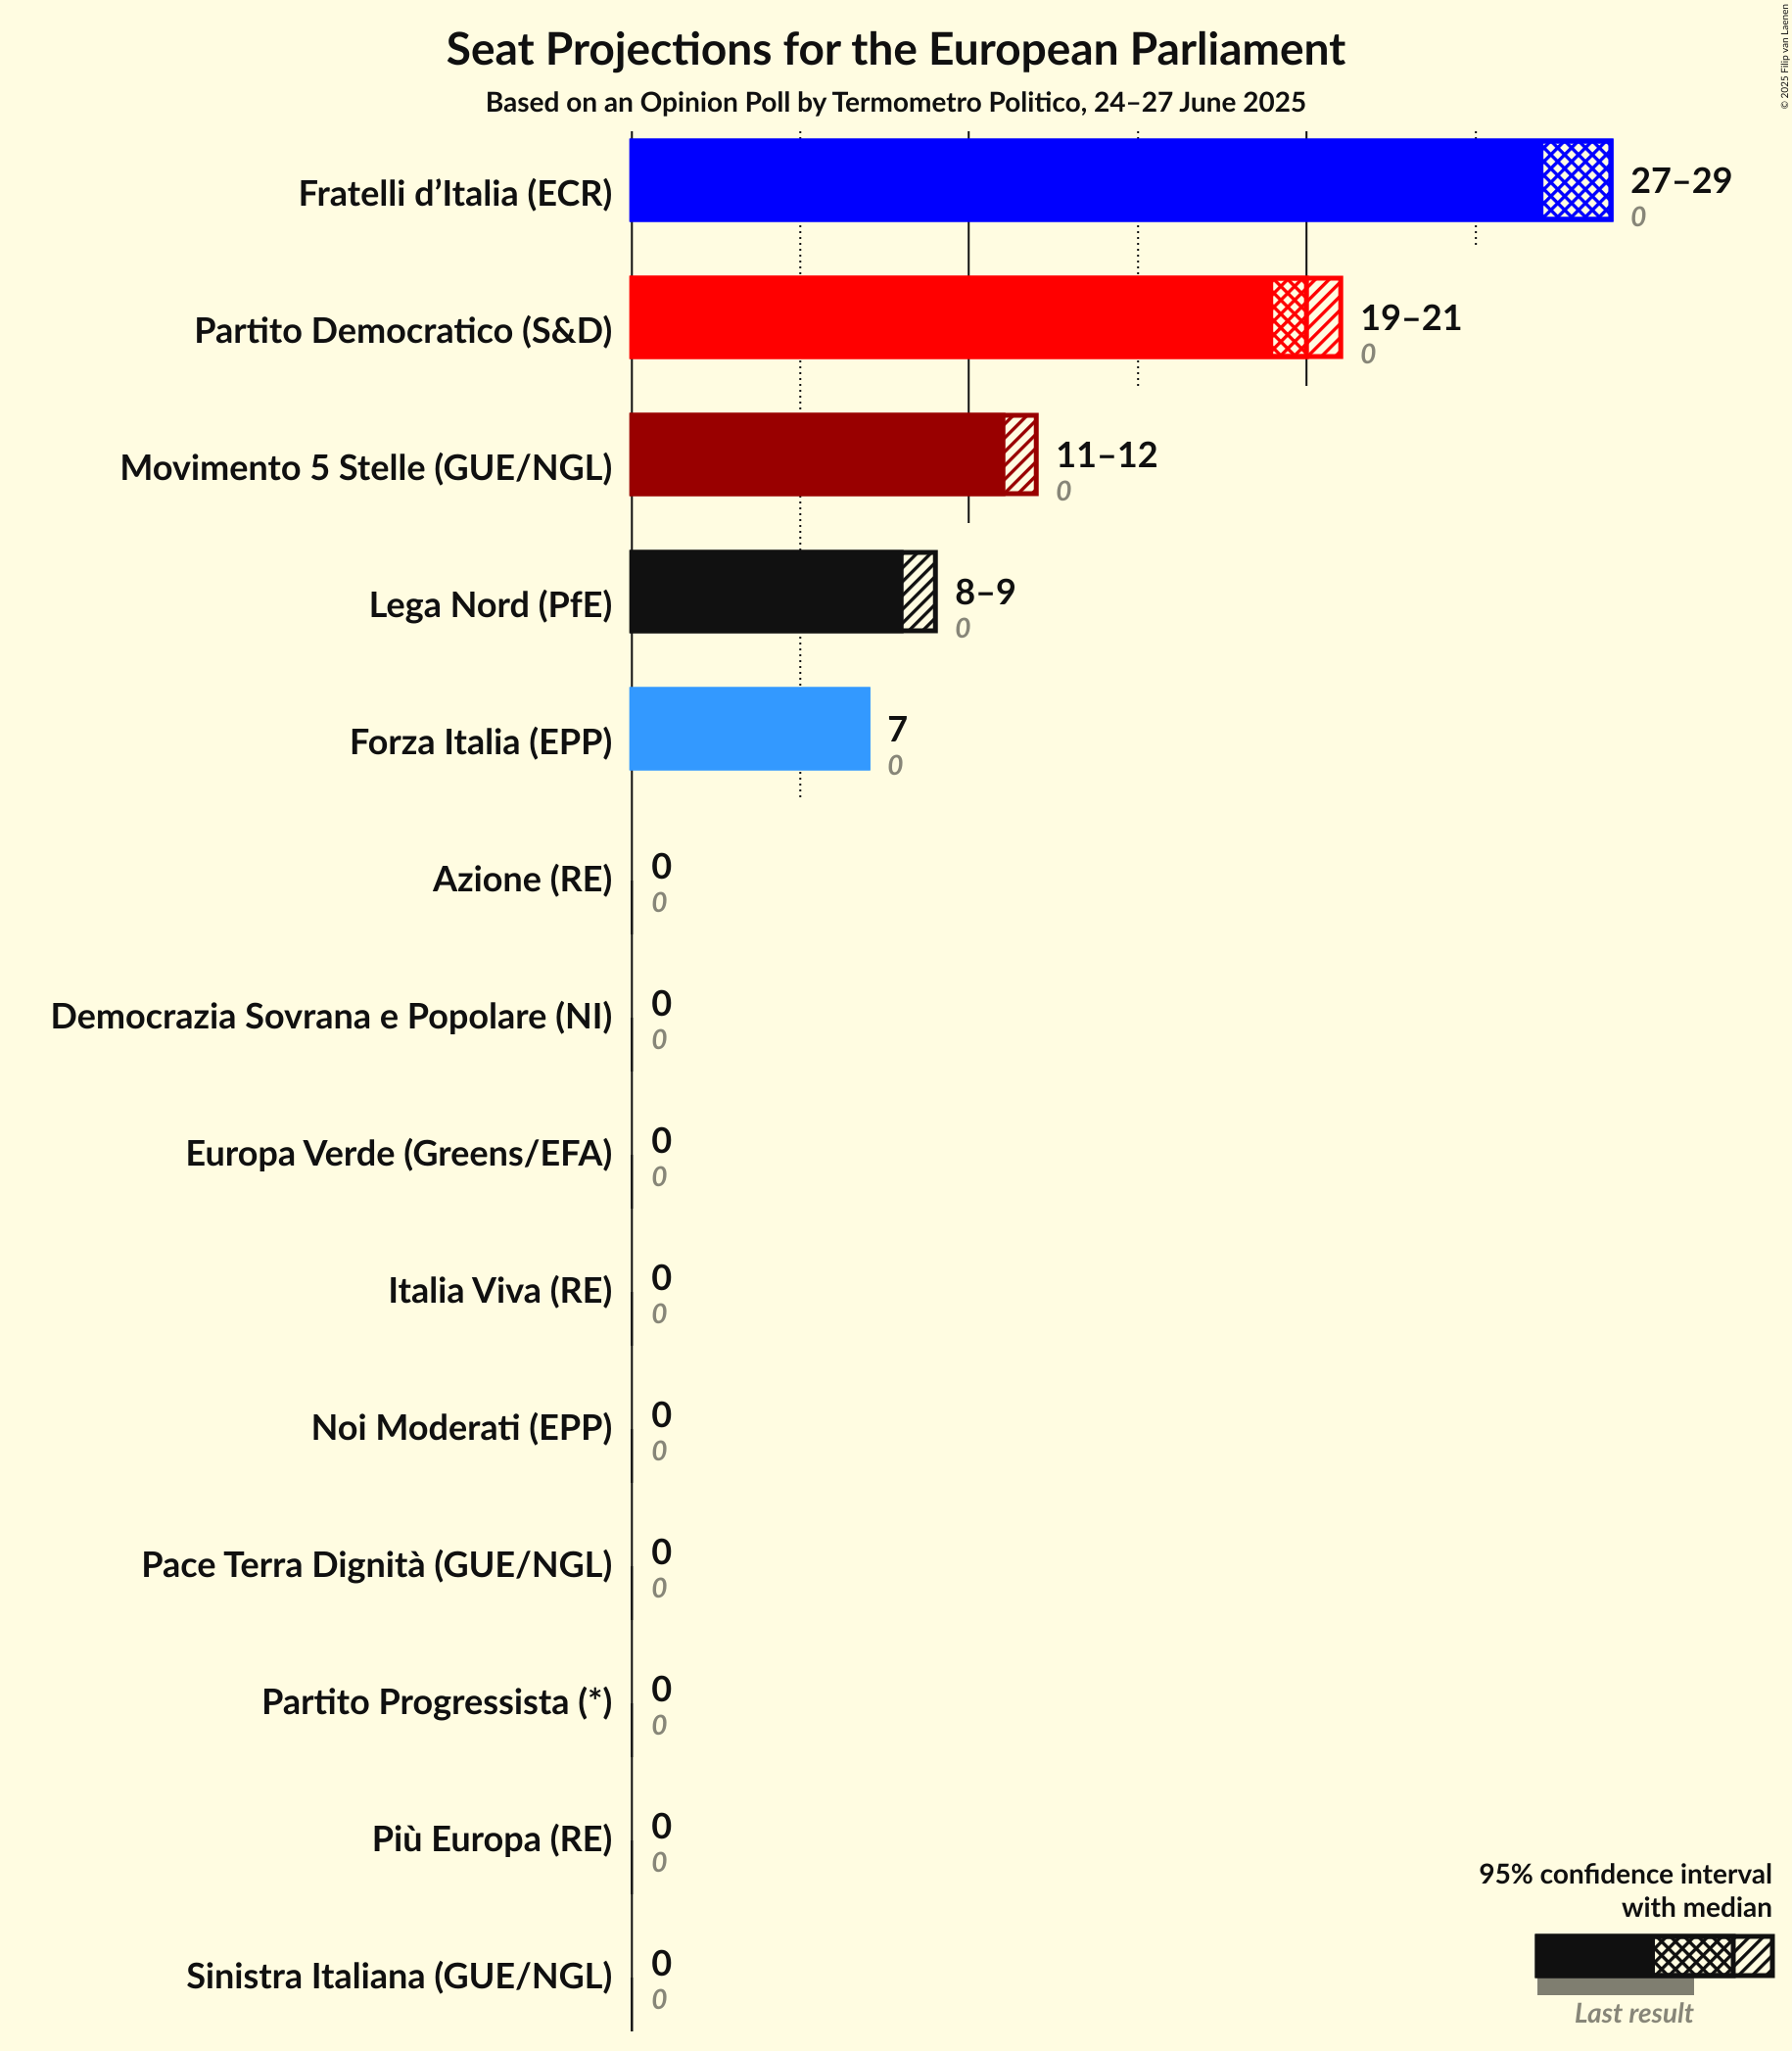 Seat Projections for the European Parliament
Based on an Opinion Poll by Termometro Politico, 24–27 June 2025
© 2025 Filip van Laenen
Fratelli d’Italia (ECR)
27–29
0
Partito Democratico (S&D)
19–21
0
Movimento 5 Stelle (GUE/NGL)
11–12
0
Lega Nord (PfE)
8–9
0
Forza Italia (EPP)
7
0
Azione (RE)
0
0
Democrazia Sovrana e Popolare (NI)
0
0
Europa Verde (Greens/EFA)
0
0
Italia Viva (RE)
0
0
Noi Moderati (EPP)
0
0
Pace Terra Dignità (GUE/NGL)
0
0
Partito Progressista (*)
0
0
Più Europa (RE)
0
0
Sinistra Italiana (GUE/NGL)
0
0
95% confidence interval
with median
Last result